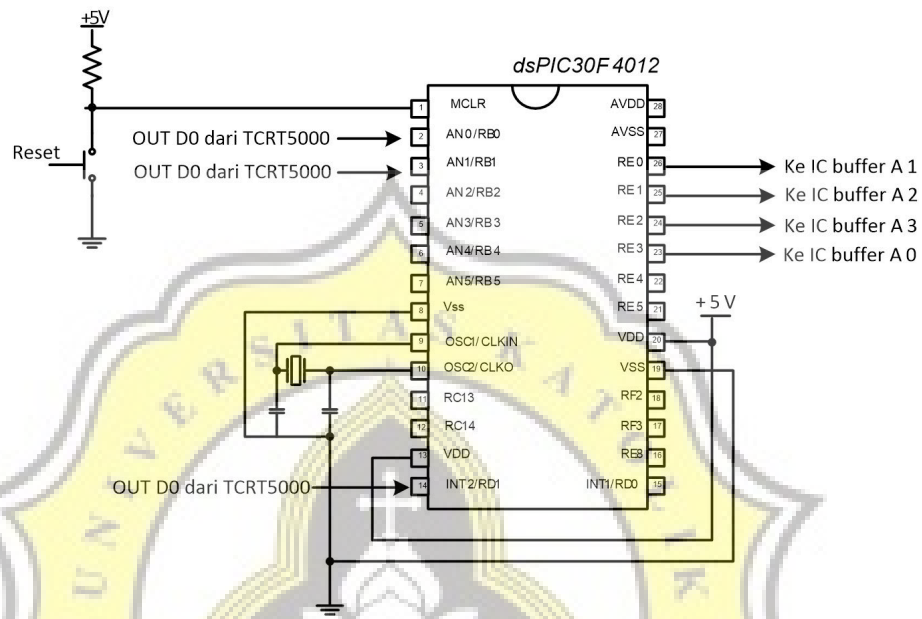 +5V
dsPIC30F4012
Reset
OUT D0 dari TCRT5000
OUT D0 dari TCRT5000
OUT D0 dari TCRT5000
1 MCLR
2 AN0/RB0
3 AN1/RB1
4 AN2/RB2
5 AN3/RB3
6 AN4/RB4
7 AN5/RB5
8 Vss
9 OSC1/CLKIN
10 OSC2/CLKO
11 RC13
12 RC14
13 VDD
14 INT2/RD1
AVDD 28
AVSS 27
RE0 26
RE1 25
RE2 24
RE3 23
RE4 22
RE5 21
VDD 20
VSS 19
RF2 18
RF3 17
RE8 16
INT1/RD0 15
Ke IC buffer A 1
Ke IC buffer A 2
Ke IC buffer A 3
Ke IC buffer A 0
+5 V
UNIVERSITAS KATOLIK